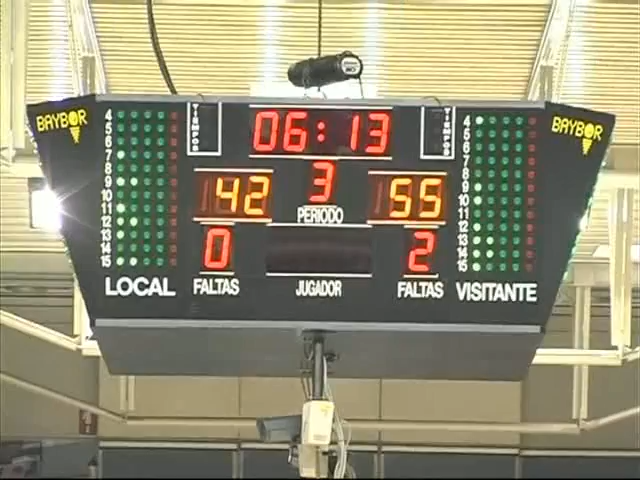 BAYBOR BAYBOR
TIEMPOS 06:13 TIEMPOS
4 4
5 5
6 6
7 3 7
8 42 55 8
9 PERIODO 9
10 10
11 11
12 0 2 12
13 13
14 14
15 15
LOCAL FALTAS JUGADOR FALTAS VISITANTE